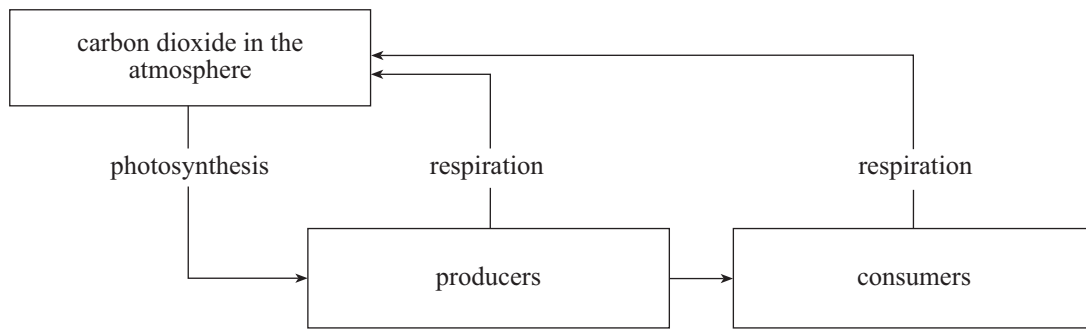 carbon dioxide in the
atmosphere
photosynthesis
respiration
respiration
producers
consumers